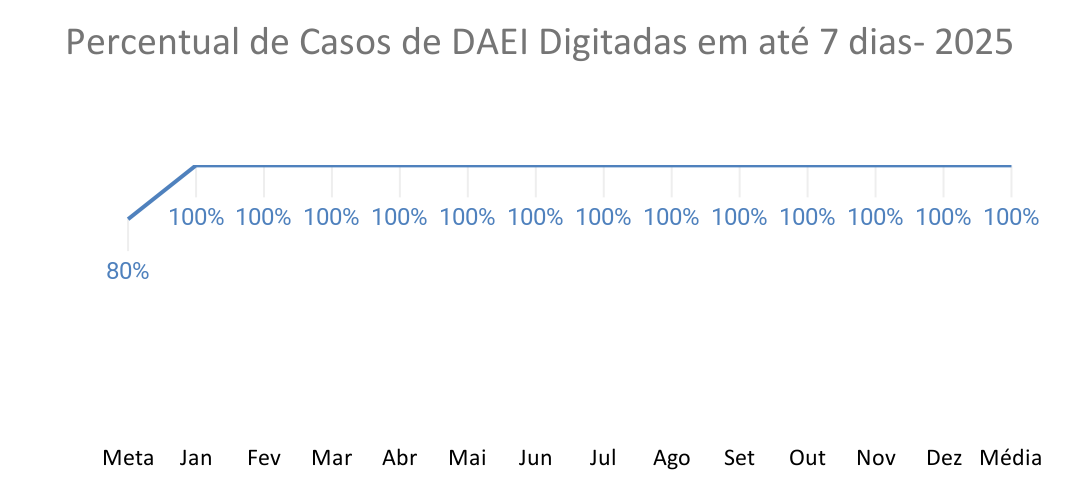 Percentual de Casos de DAEI Digitadas em até 7 dias- 2025
100% 100% 100% 100% 100% 100% 100% 100% 100% 100% 100% 100% 100%
80%
Meta Jan Fev Mar Abr Mai Jun Jul Ago Set Out Nov Dez Média